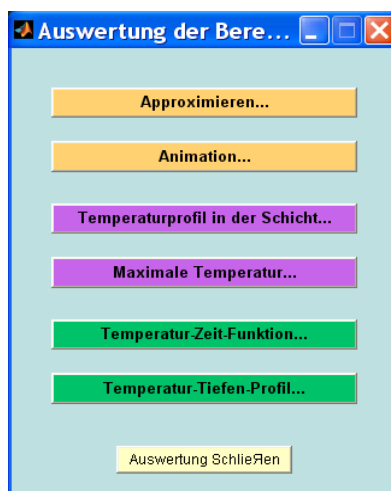 Auswertung der Bere...
Approximieren...
Animation...
Temperaturprofil in der Schicht...
Maximale Temperatur...
Temperatur-Zeit-Funktion...
Temperatur-Tiefen-Profil...
Auswertung SchlieЯen